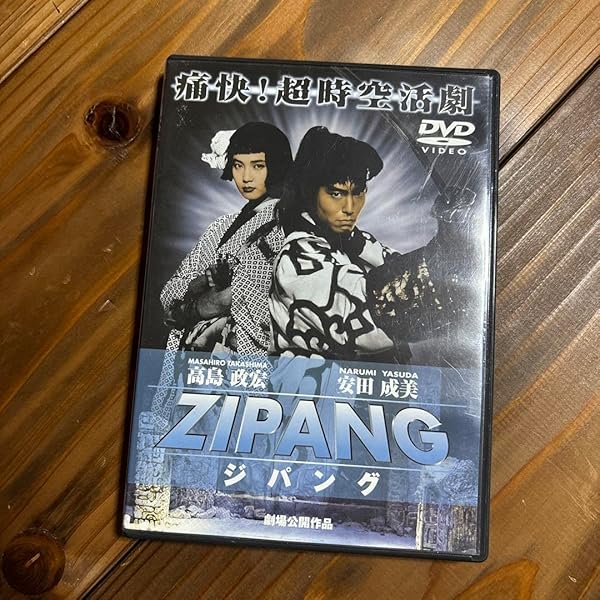 痛快!超時空活劇
DVD
VIDEO
MASAHIRO TAKASHIMA
高島 政宏
NARUMI YASUDA
安田 成美
ZIPANG
ジパング
劇場公開作品